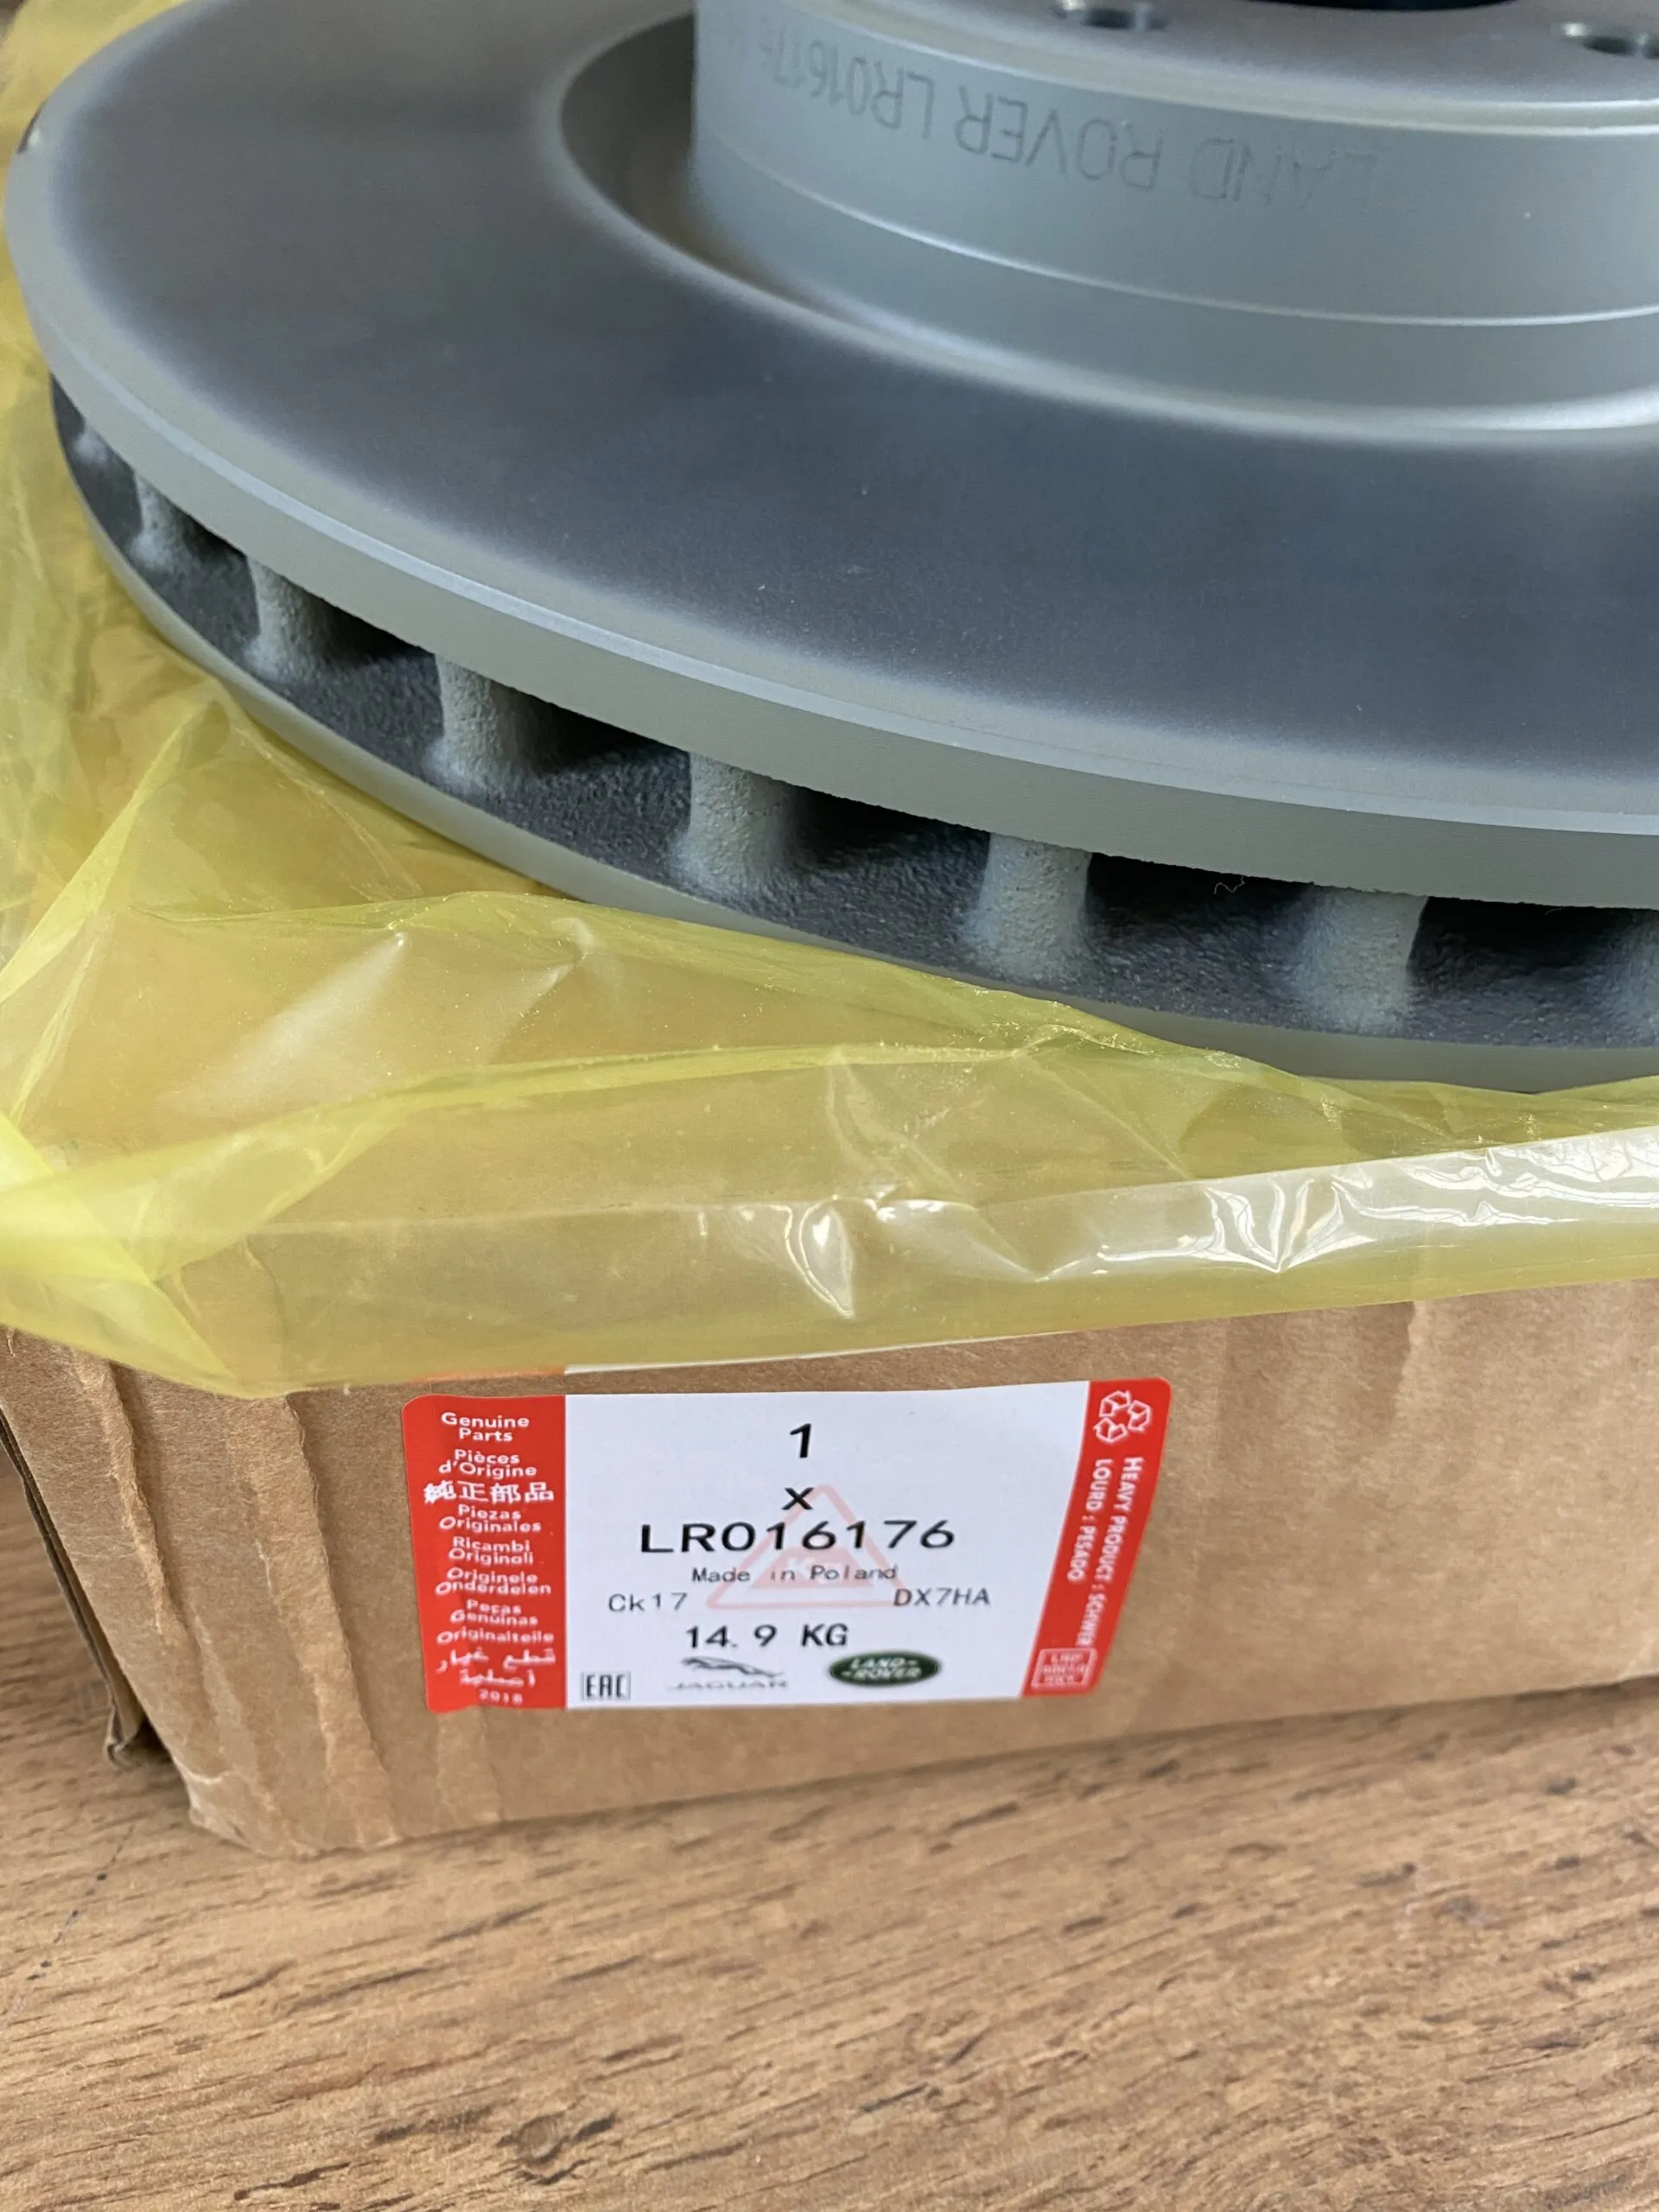 LAND ROVER LR016176
Genuine
Parts
Pièces
d'Origine
純正部品
Piezas
Originales
Ricambi
Originali
Originele
Onderdelen
Peças
Genuínas
Originalteile
قطع غيار
أصلية
2018
1
x
LR016176
Made in Poland
Ck17 DX7HA
14.9 KG
EAC
JAGUAR
LAND-
-ROVER
HEAVY PRODUCT : SCHWER
LOURD : PESADO